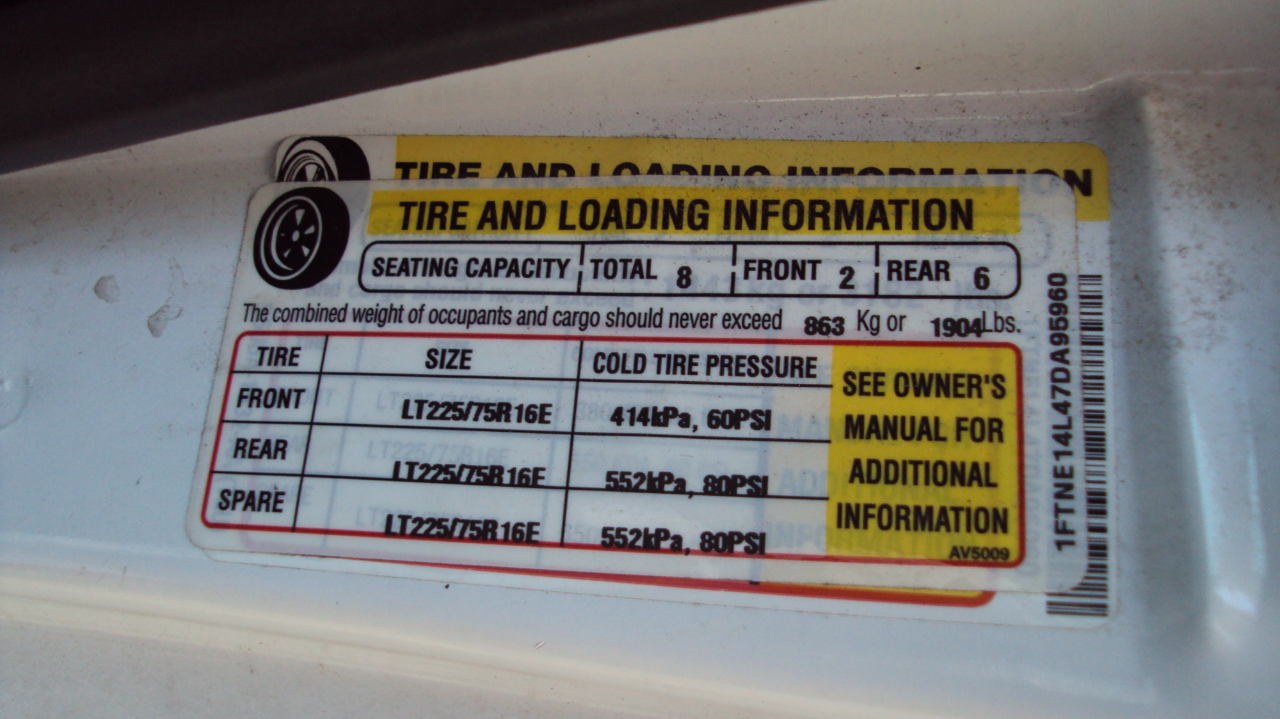 TIRE AND LOADING INFORMATION
TIRE AND LOADING INFORMATION
SEATING CAPACITY TOTAL 8 FRONT 2 REAR 6
The combined weight of occupants and cargo should never exceed 863 Kg or 1904 Lbs.
TIRE SIZE COLD TIRE PRESSURE
FRONT LT225/75R16E 414kPa, 60PSI
REAR LT225/75R16E 552kPa, 80PSI
SPARE LT225/75R16E 552kPa, 80PSI
SEE OWNER'S
MANUAL FOR
ADDITIONAL
INFORMATION
AV5009
1FTNE14L47DA95960